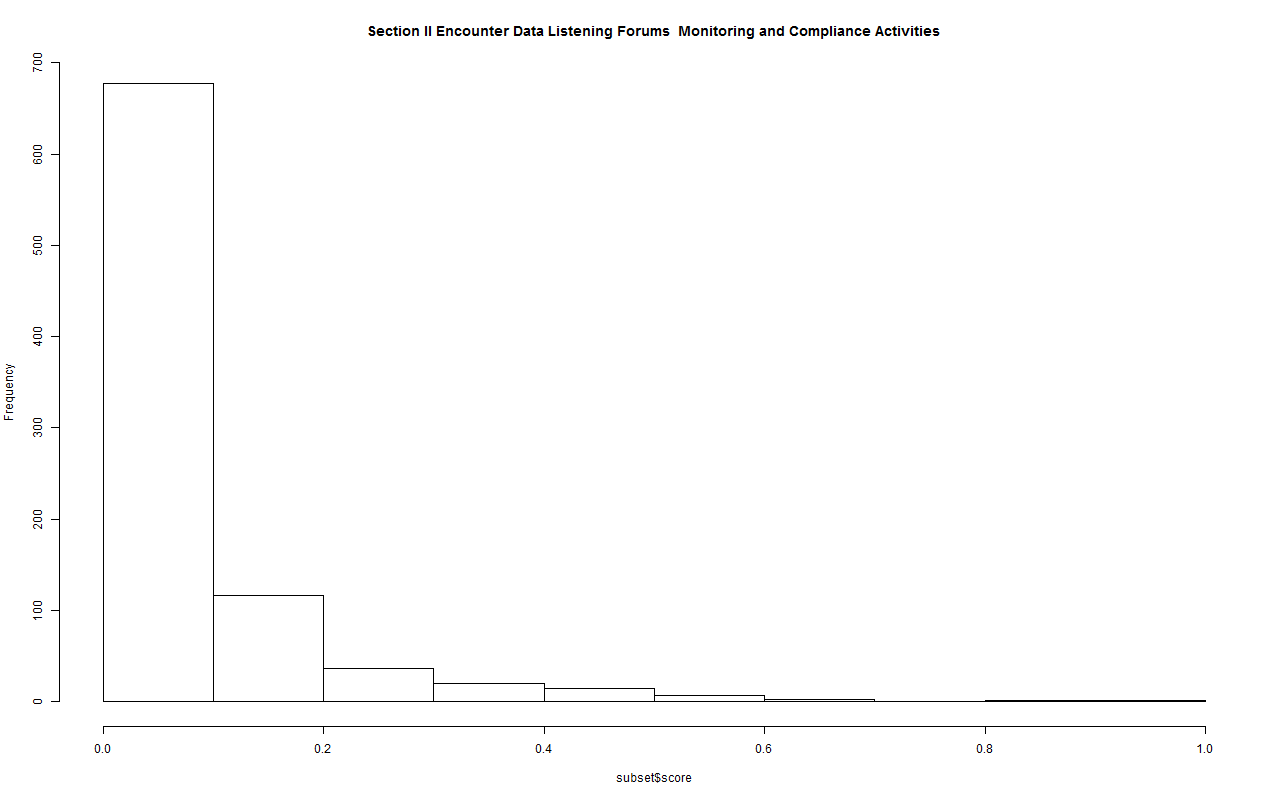 Section II Encounter Data Listening Forums  Monitoring and Compliance Activities
Frequency
700
600
500
400
300
200
100
0
0.0 0.2 0.4 0.6 0.8 1.0
subset$score